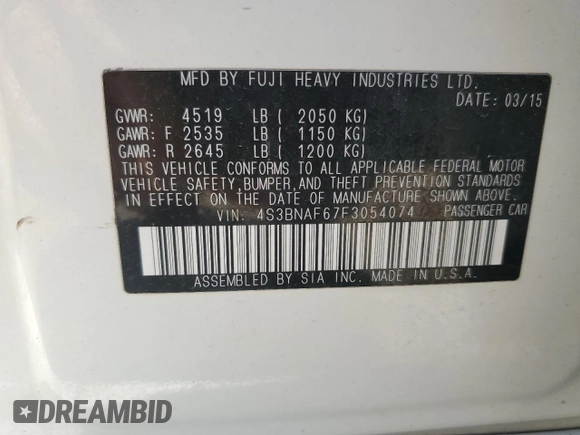 MFD BY FUJI HEAVY INDUSTRIES LTD.
DATE: 03/15
GVWR: 4519 LB ( 2050 KG)
GAWR: F 2535 LB ( 1150 KG)
GAWR: R 2645 LB ( 1200 KG)
THIS VEHICLE CONFORMS TO ALL APPLICABLE FEDERAL MOTOR
VEHICLE SAFETY, BUMPER, AND THEFT PREVENTION STANDARDS
IN EFFECT ON THE DATE OF MANUFACTURE SHOWN ABOVE.
VIN: 4S3BNAF67F3054074 PASSENGER CAR
ASSEMBLED BY SIA INC. MADE IN U.S.A.
DREAMBID